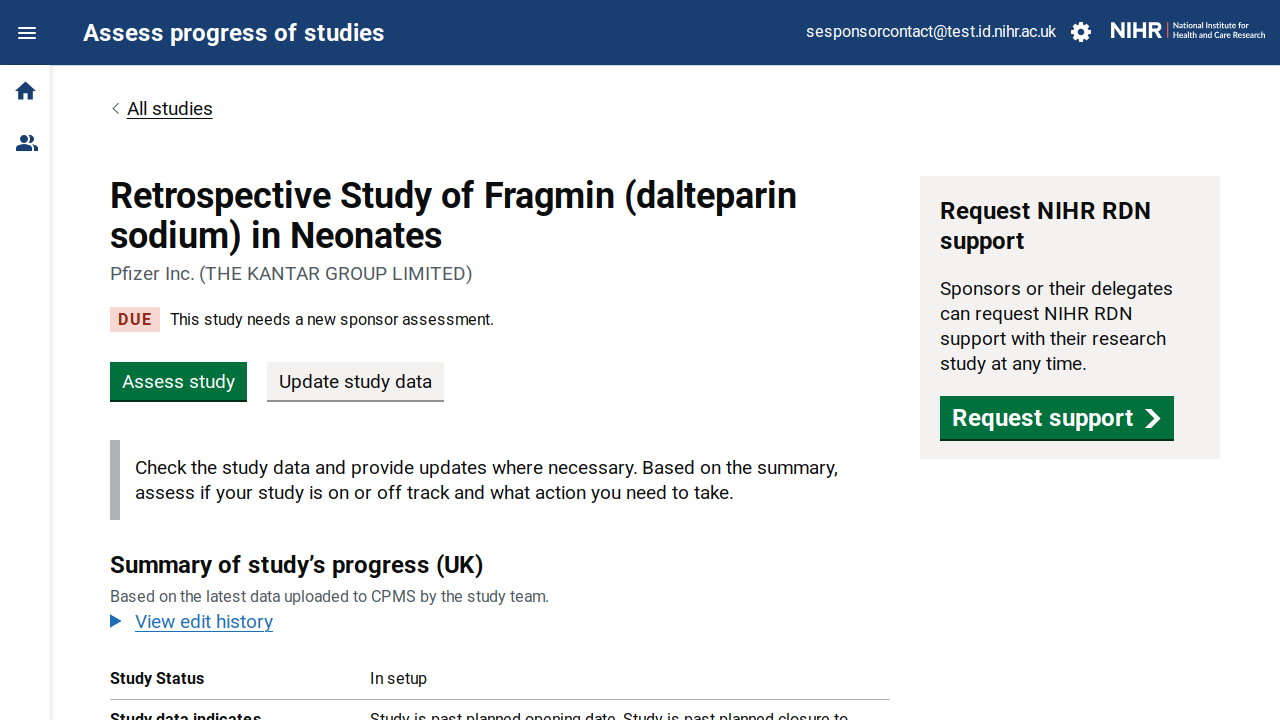 Assess progress of studies
sesponsorcontact@test.id.nihr.ac.uk
NIHR
National Institute for
Health and Care Research
All studies
Retrospective Study of Fragmin (dalteparin
sodium) in Neonates
Pfizer Inc. (THE KANTAR GROUP LIMITED)
DUE
This study needs a new sponsor assessment.
Assess study
Update study data
Check the study data and provide updates where necessary. Based on the summary,
assess if your study is on or off track and what action you need to take.
Summary of study’s progress (UK)
Based on the latest data uploaded to CPMS by the study team.
View edit history
Study Status
In setup
Study data indicates
Study is past planned opening date, Study is past planned closure to
Request NIHR RDN
support
Sponsors or their delegates
can request NIHR RDN
support with their research
study at any time.
Request support